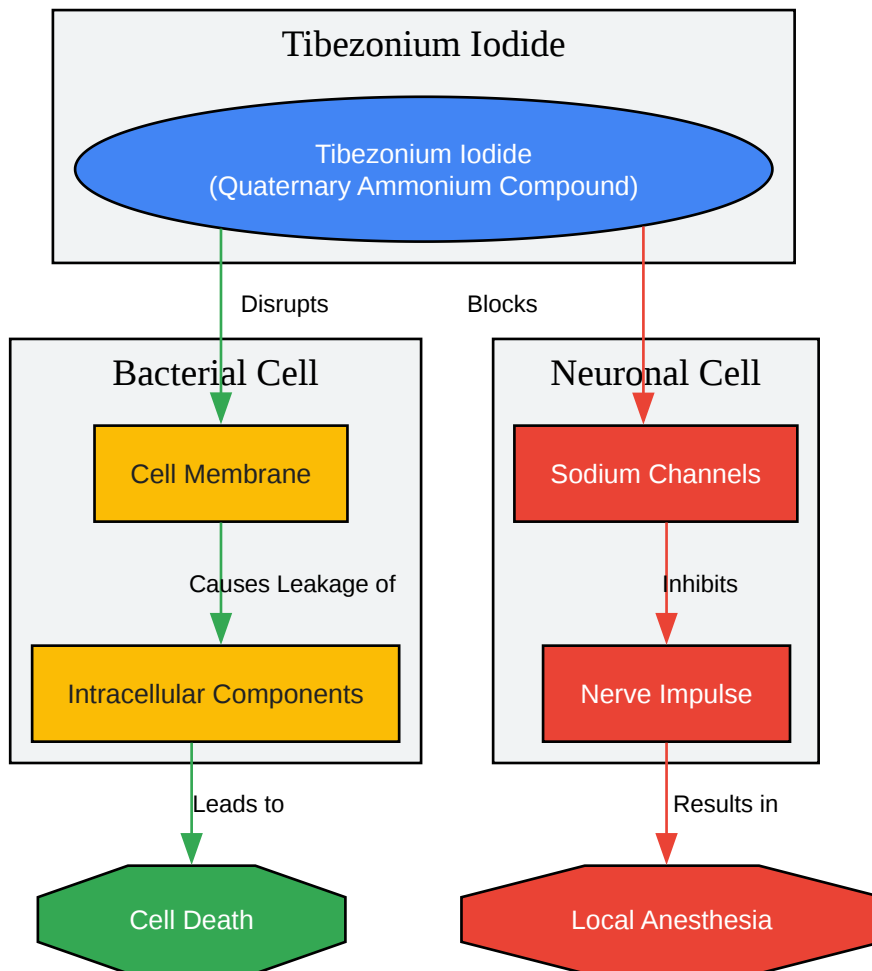 Tibezonium Iodide
Tibezonium Iodide
(Quaternary Ammonium Compound)
Disrupts
Blocks
Bacterial Cell
Neuronal Cell
Cell Membrane
Sodium Channels
Causes Leakage of
Inhibits
Intracellular Components
Nerve Impulse
Leads to
Results in
Cell Death
Local Anesthesia